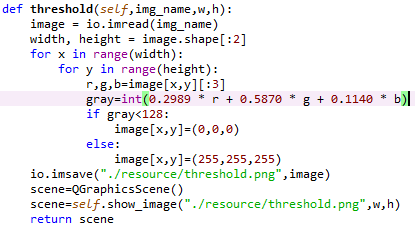 def threshold(self,img_name,w,h):
    image = io.imread(img_name)
    width, height = image.shape[:2]
    for x in range(width):
        for y in range(height):
            r,g,b=image[x,y][:3]
            gray=int(0.2989 * r + 0.5870 * g + 0.1140 * b)
            if gray<128:
                image[x,y]=(0,0,0)
            else:
                image[x,y]=(255,255,255)
    io.imsave("./resource/threshold.png",image)
    scene=QGraphicsScene()
    scene=self.show_image("./resource/threshold.png",w,h)
    return scene